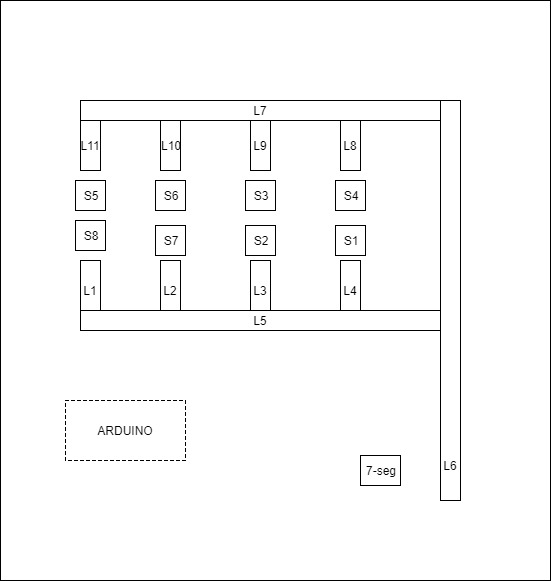 L7
L11 L10 L9 L8
S5 S6 S3 S4
S8 S7 S2 S1
L1 L2 L3 L4
L5
ARDUINO
7-seg L6